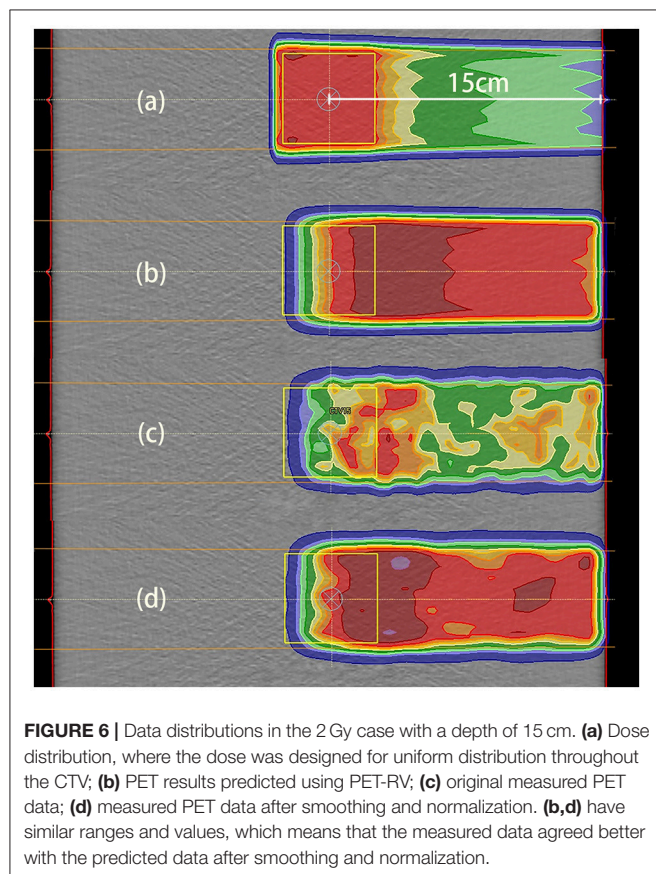 (a)
15cm
(b)
(c)
CTV15
(d)
FIGURE 6 | Data distributions in the 2 Gy case with a depth of 15 cm. (a) Dose
distribution, where the dose was designed for uniform distribution throughout
the CTV; (b) PET results predicted using PET-RV; (c) original measured PET
data; (d) measured PET data after smoothing and normalization. (b,d) have
similar ranges and values, which means that the measured data agreed better
with the predicted data after smoothing and normalization.